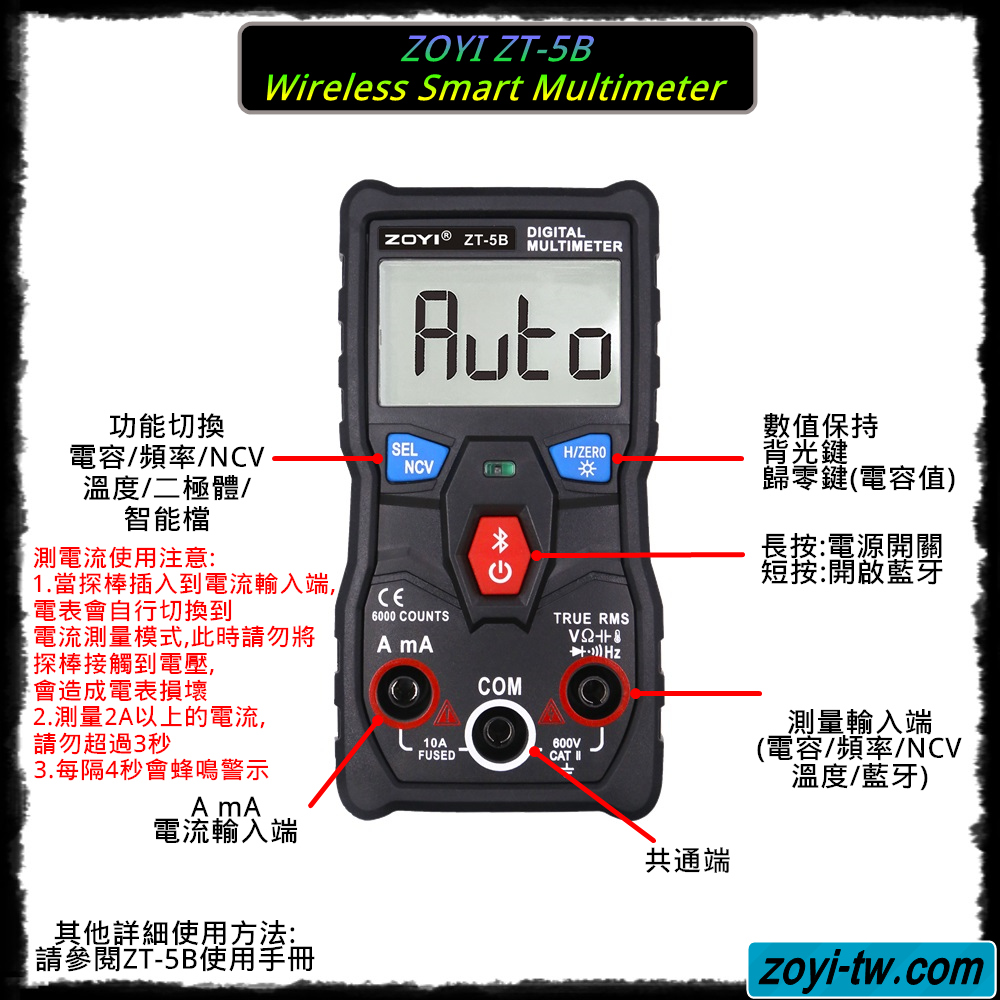 ZOYI ZT-5B
Wireless Smart Multimeter
ZOYI® ZT-5B
DIGITAL
MULTIMETER
Auto
SEL
NCV
H/ZERO
功能切換
電容/頻率/NCV
溫度/二極體/
智能檔
數值保持
背光鍵
歸零鍵(電容值)
長按:電源開關
短按:開啟藍牙
測電流使用注意:
1.當探棒插入到電流輸入端,
電表會自行切換到
電流測量模式,此時請勿將
探棒接觸到電壓,
會造成電表損壞
2.測量2A以上的電流,
請勿超過3秒
3.每隔4秒會蜂鳴警示
CE
6000 COUNTS
A mA
TRUE RMS
VΩ
Hz
COM
10A
FUSED
600V
CAT II
測量輸入端
(電容/頻率/NCV
溫度/藍牙)
A mA
電流輸入端
共通端
其他詳細使用方法:
請參閱ZT-5B使用手冊
zoyi-tw.com